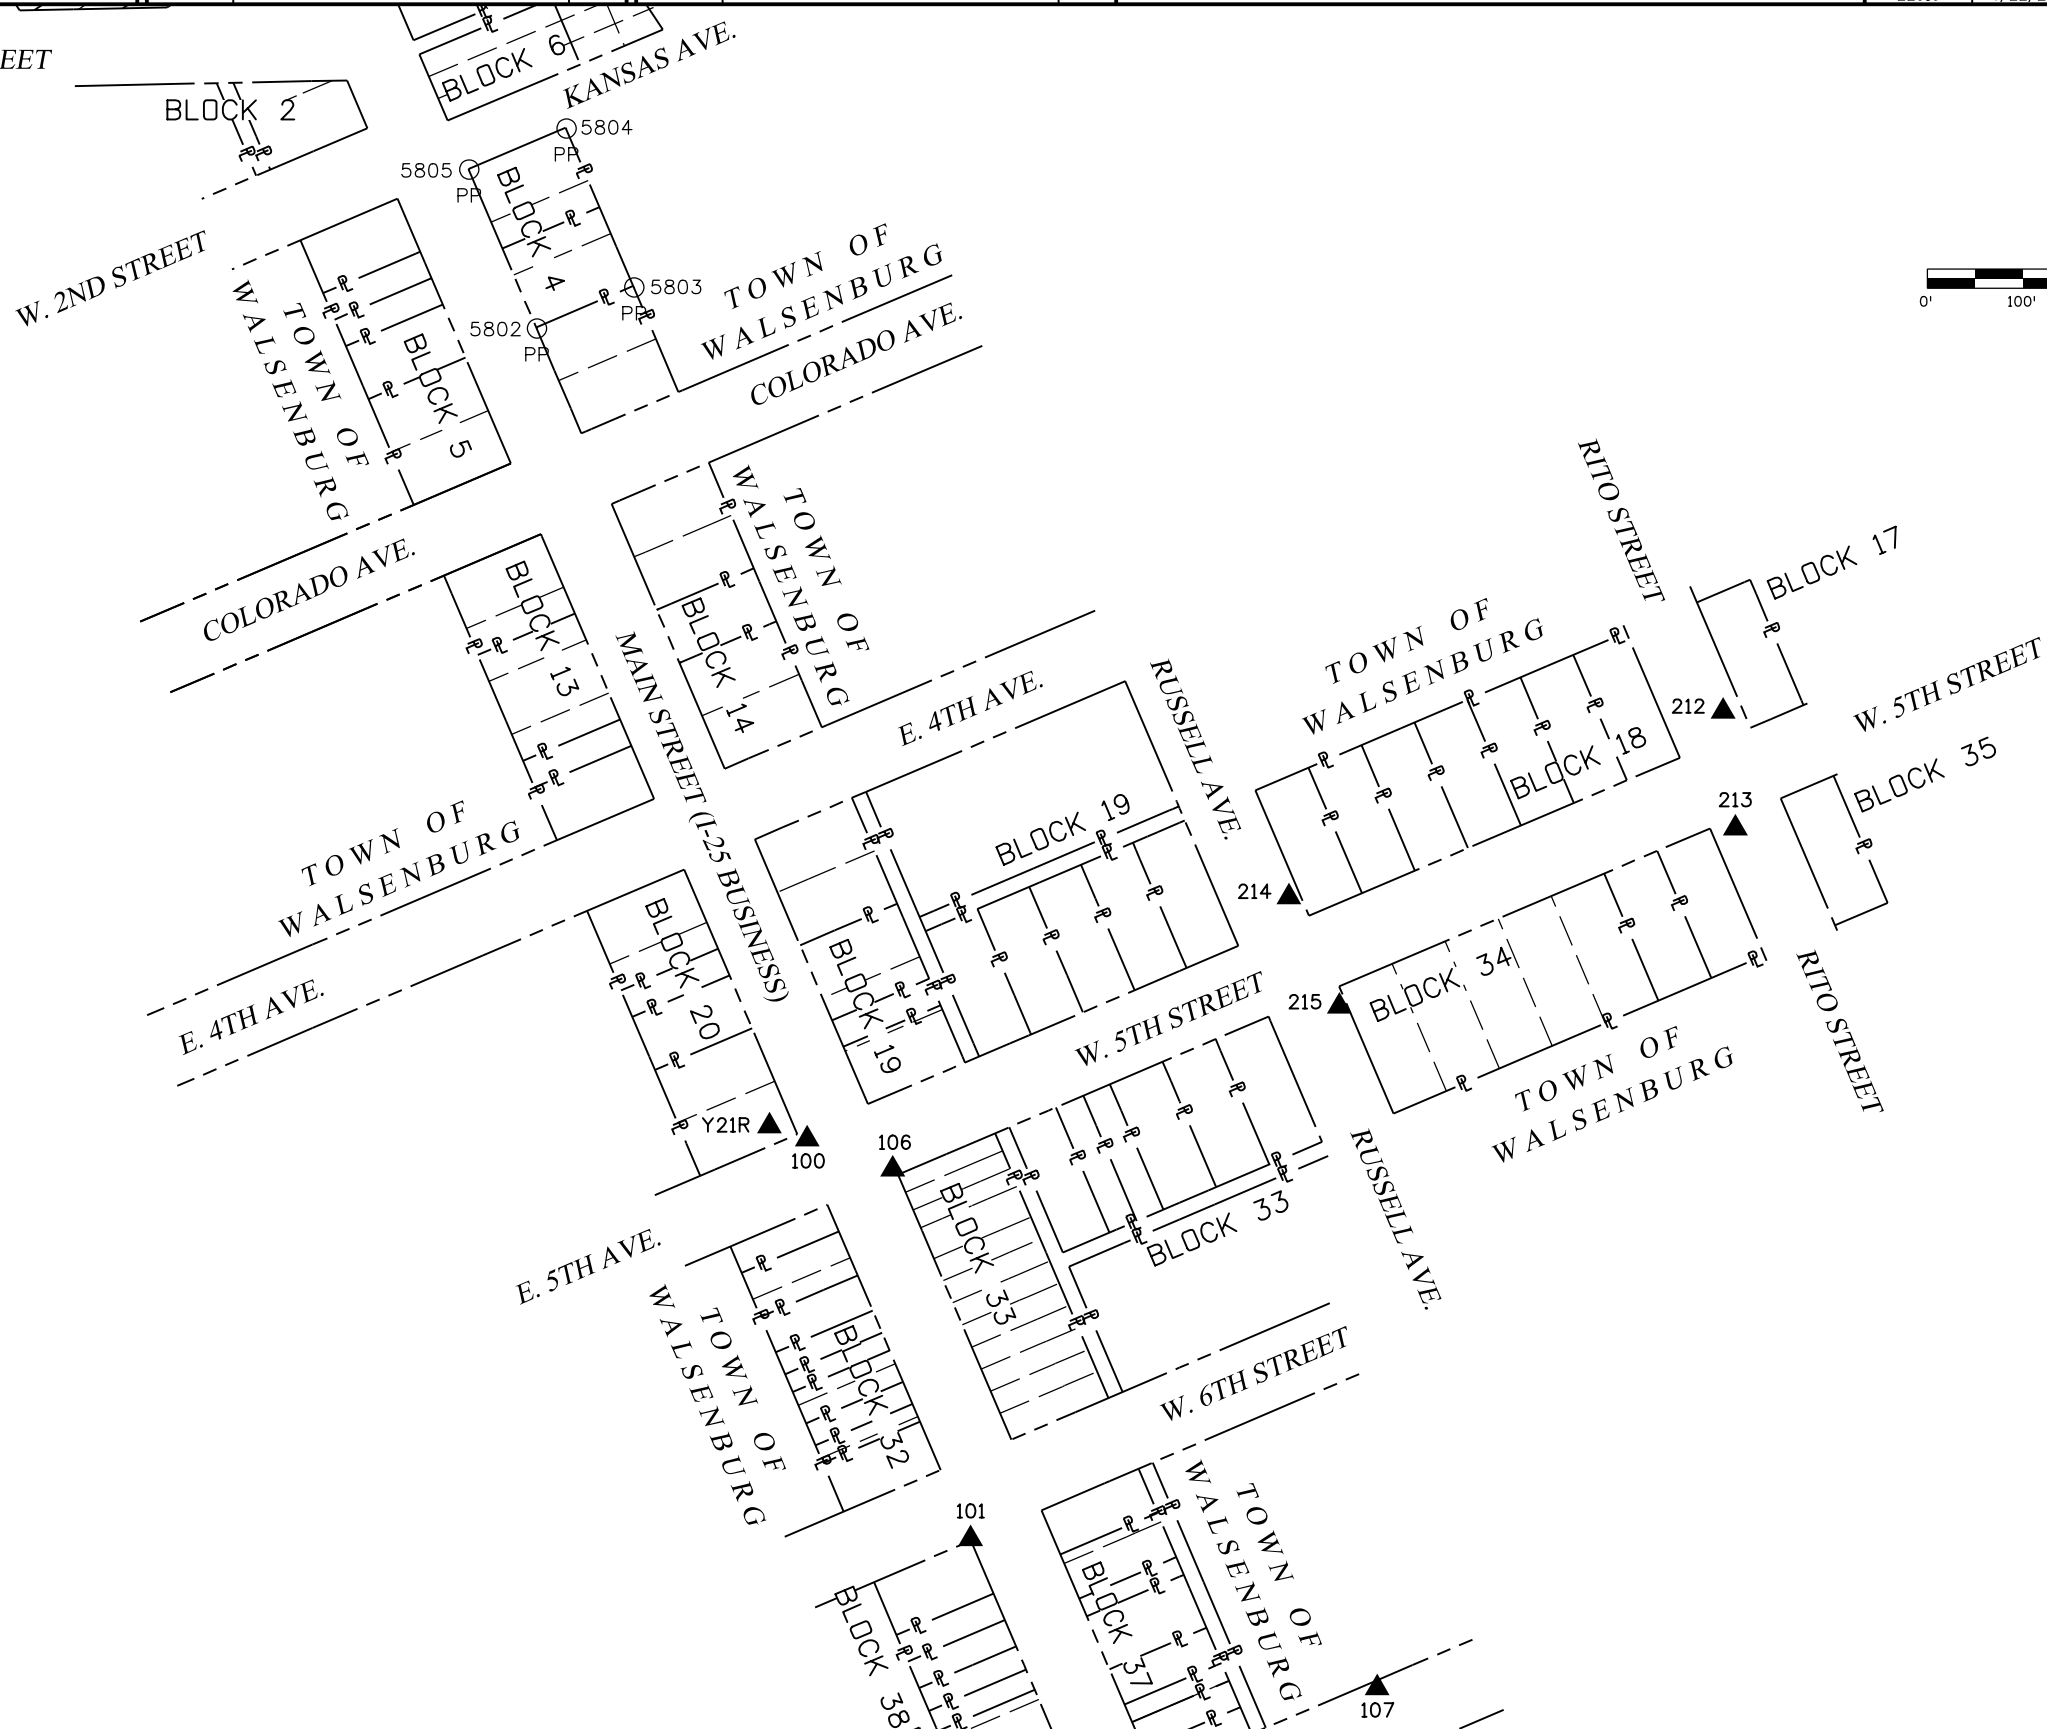 EET
BLOCK 2
BLOCK 6
KANSAS AVE.
5804
PP
5805
PP
BLOCK 4
W. 2ND STREET
TOWN OF
WALSENBURG
BLOCK 5
5803
PP
5802
PP
TOWN OF
WALSENBURG
COLORADO AVE.
0'
100'
COLORADO AVE.
BLOCK 13
TOWN OF
WALSENBURG
BLOCK 14
MAIN STREET (I-25 BUSINESS)
E. 4TH AVE.
RUSSELL AVE.
TOWN OF
WALSENBURG
RITO STREET
BLOCK 17
BLOCK 18
212
W. 5TH STREET
BLOCK 35
213
TOWN OF
WALSENBURG
E. 4TH AVE.
BLOCK 20
BLOCK 19
BLOCK 19
214
215
BLOCK 34
W. 5TH STREET
TOWN OF
WALSENBURG
RITO STREET
Y21R
100
106
BLOCK 33
BLOCK 33
RUSSELL AVE.
E. 5TH AVE.
TOWN OF
WALSENBURG
BLOCK 32
W. 6TH STREET
101
TOWN OF
WALSENBURG
BLOCK 37
BLOCK 38
107